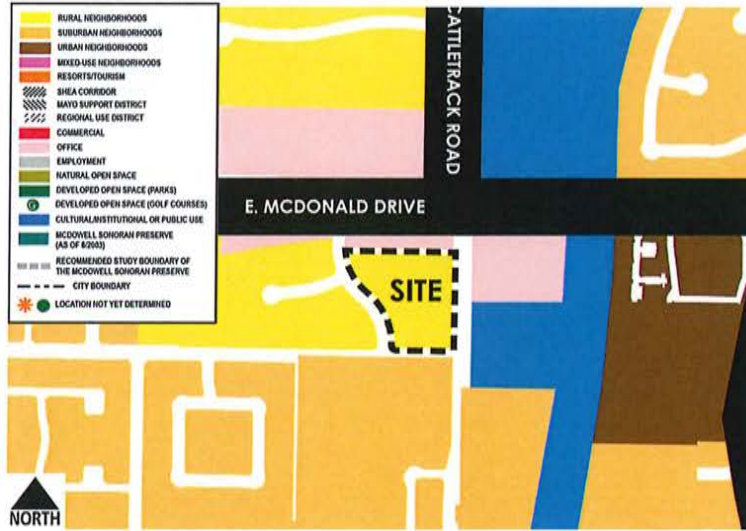 RURAL NEIGHBORHOODS
SUBURBAN NEIGHBORHOODS
URBAN NEIGHBORHOODS
MIXED-USE NEIGHBORHOODS
RESORTS/TOURISM
SHEA CORRIDOR
MAYO SUPPORT DISTRICT
REGIONAL USE DISTRICT
COMMERCIAL
OFFICE
EMPLOYMENT
NATURAL OPEN SPACE
DEVELOPED OPEN SPACE (PARKS)
G DEVELOPED OPEN SPACE (GOLF COURSES)
CULTURAL/INSTITUTIONAL OR PUBLIC USE
MCDOWELL SONORAN PRESERVE
(AS OF 8/2003)
RECOMMENDED STUDY BOUNDARY OF
THE MCDOWELL SONORAN PRESERVE
CITY BOUNDARY
LOCATION NOT YET DETERMINED
CATTLETRACK ROAD
E. MCDONALD DRIVE
SITE
NORTH